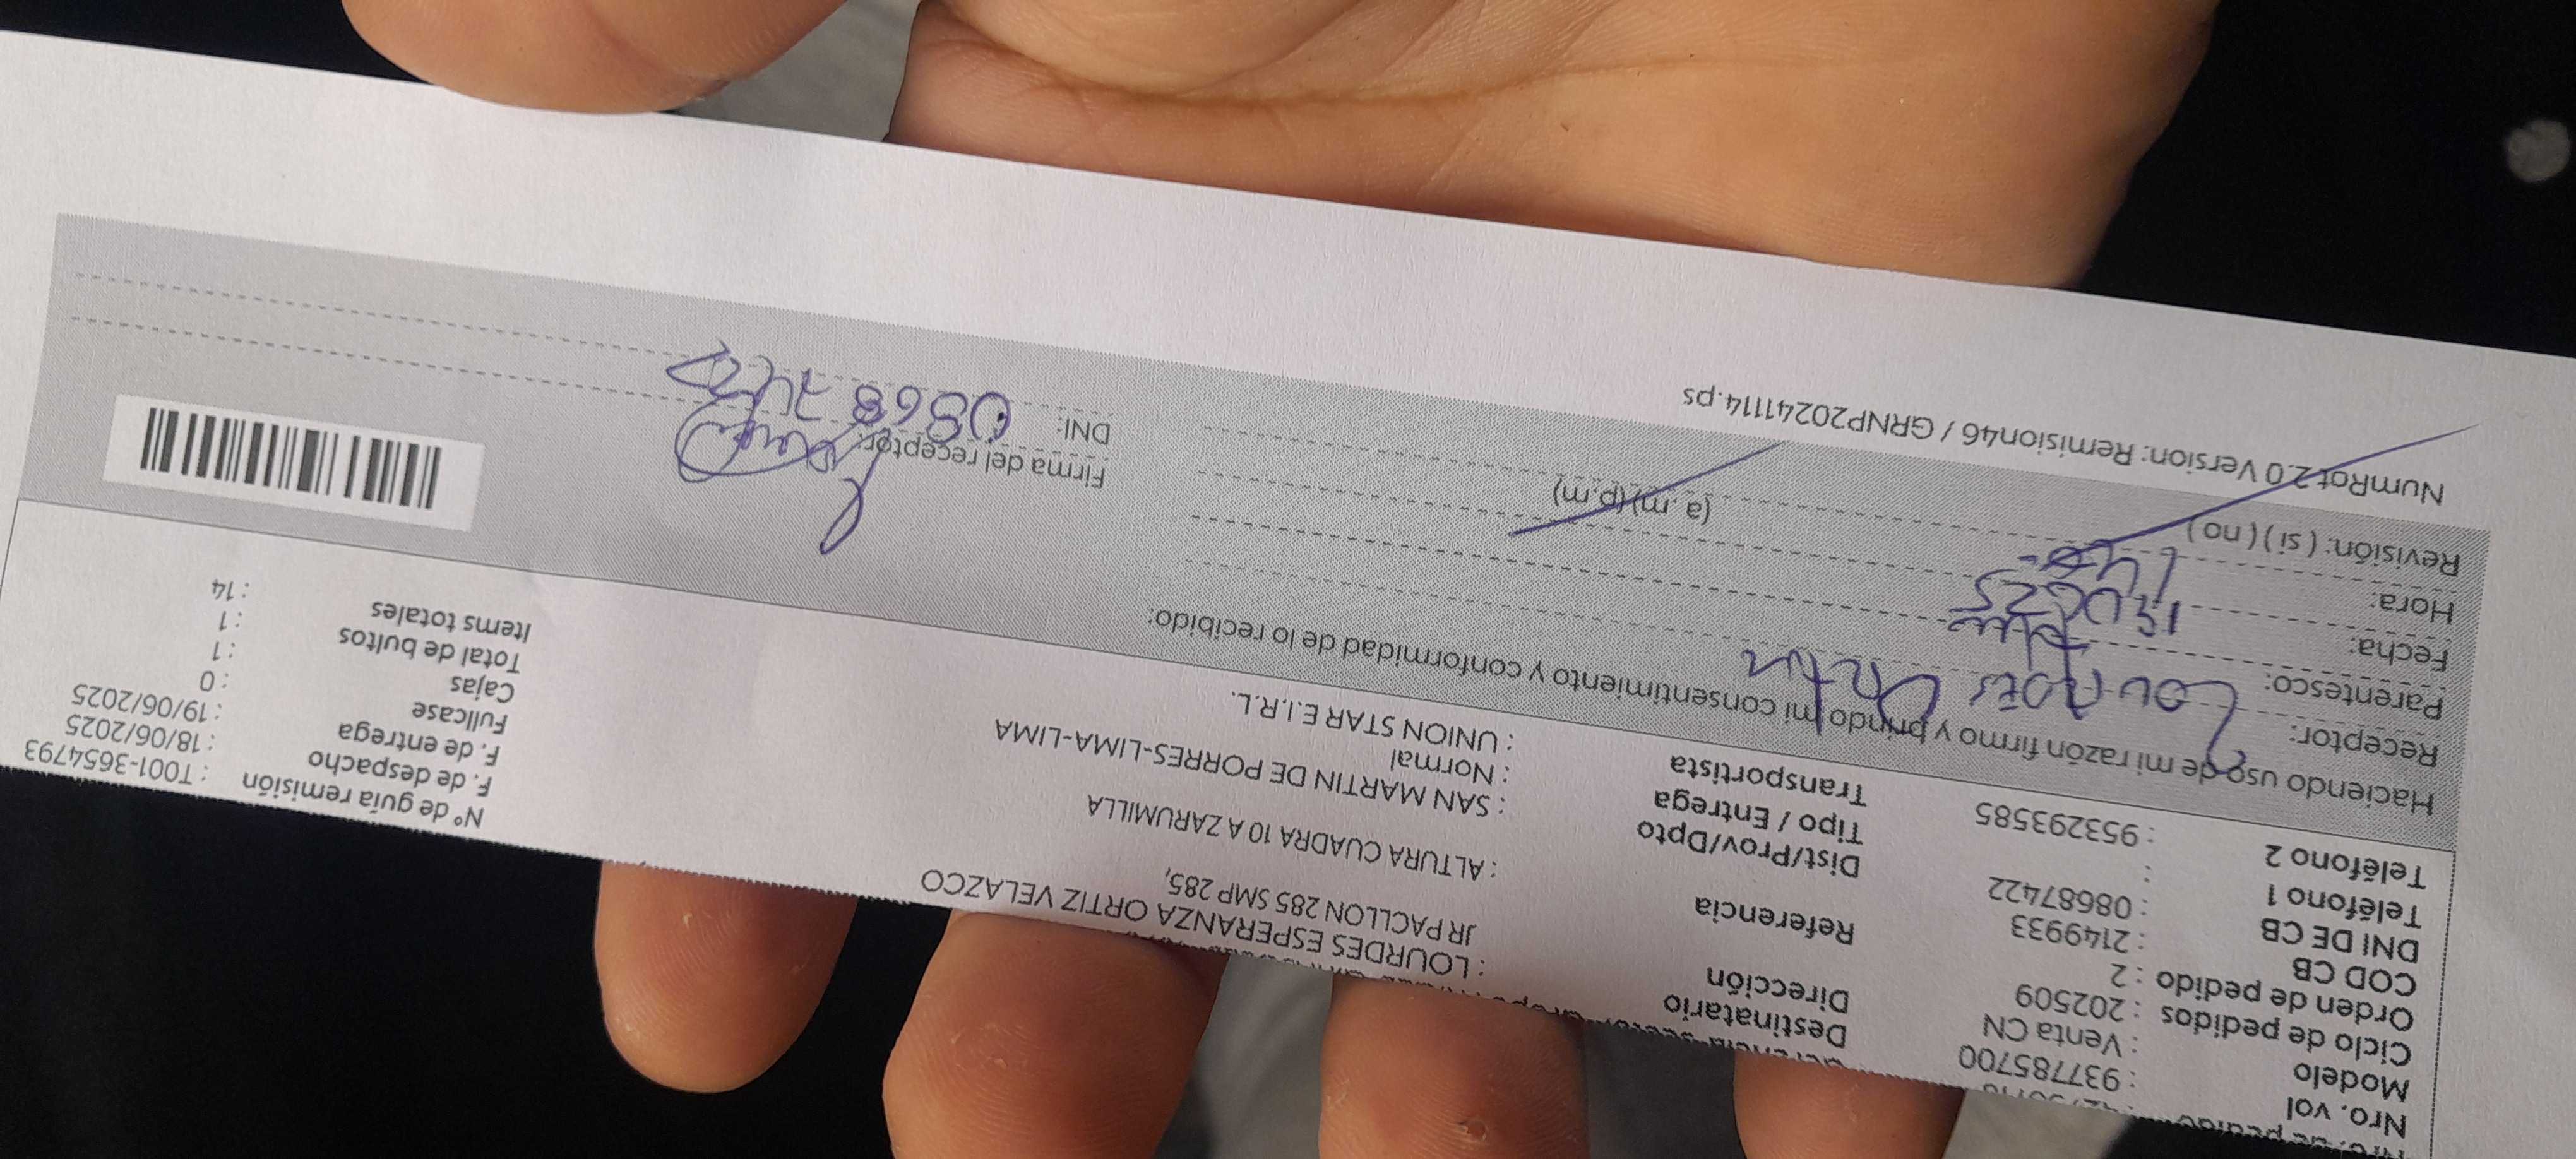 Nro. vol : 937785700
Modelo : Venta CN
Ciclo de pedidos : 202509
Orden de pedido : 2
COD CB : 2149933
DNI DE CB : 08687422
Teléfono 1 :
Teléfono 2 : 953293585
Destinatario : LOURDES ESPERANZA ORTIZ VELAZCO
Dirección JR PACLLON 285 SMP 285,
Referencia : ALTURA CUADRA 10 A ZARUMILLA
Dist/Prov/Dpto : SAN MARTIN DE PORRES-LIMA-LIMA
Tipo / Entrega : Normal
Transportista : UNION STAR E.I.R.L.
N° de guía remisión : T001-3654793
F. de despacho : 18/06/2025
F. de entrega : 19/06/2025
Fullcase : 0
Cajas : 1
Total de bultos : 1
Items totales : 14
Haciendo uso de mi razón firmo y brindo mi consentimiento y conformidad de lo recibido:
Receptor: Lourdes Ortiz
Parentesco:
Fecha:
Hora: (a.m) (p.m)
Revisión: ( si ) ( no )
Firma del receptor:
DNI:
NumRot 2.0 Version: Remision46 / GRNP20241114.ps